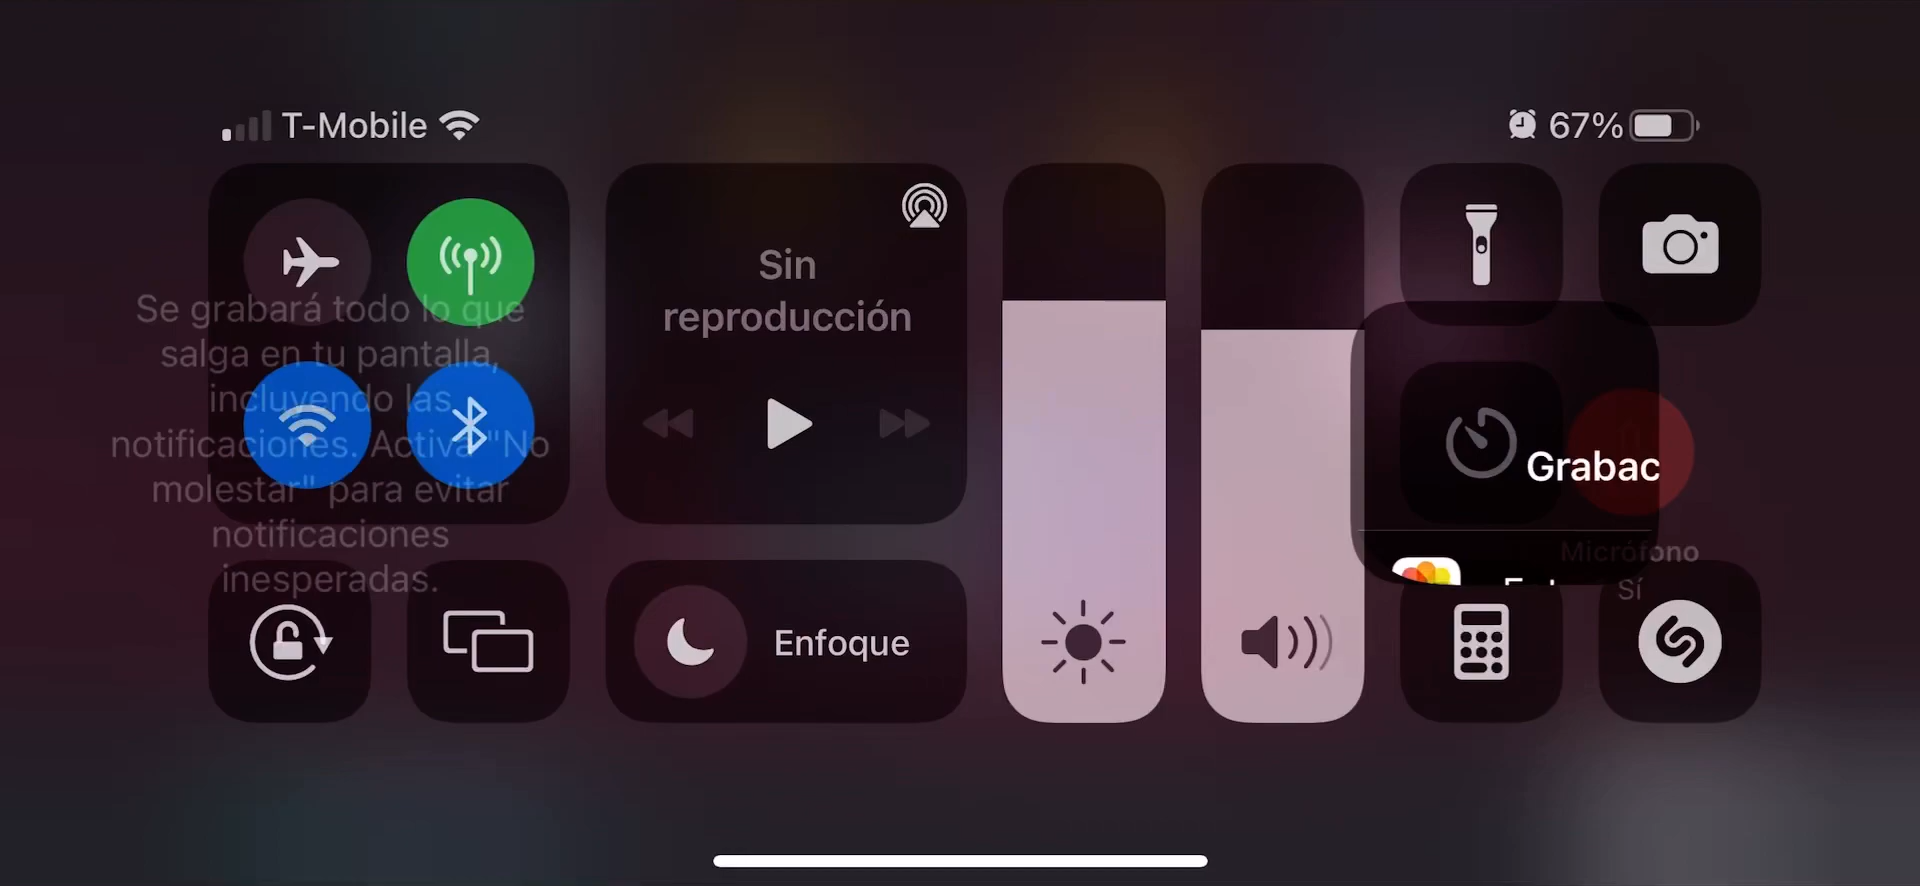 T-Mobile
67%
Sin
reproducción
Se grabará todo lo que
salga en tu pantalla,
incluyendo las
notificaciones. Activa "No
molestar" para evitar
notificaciones
inesperadas.
Grabac
Micrófono
Sí
Enfoque